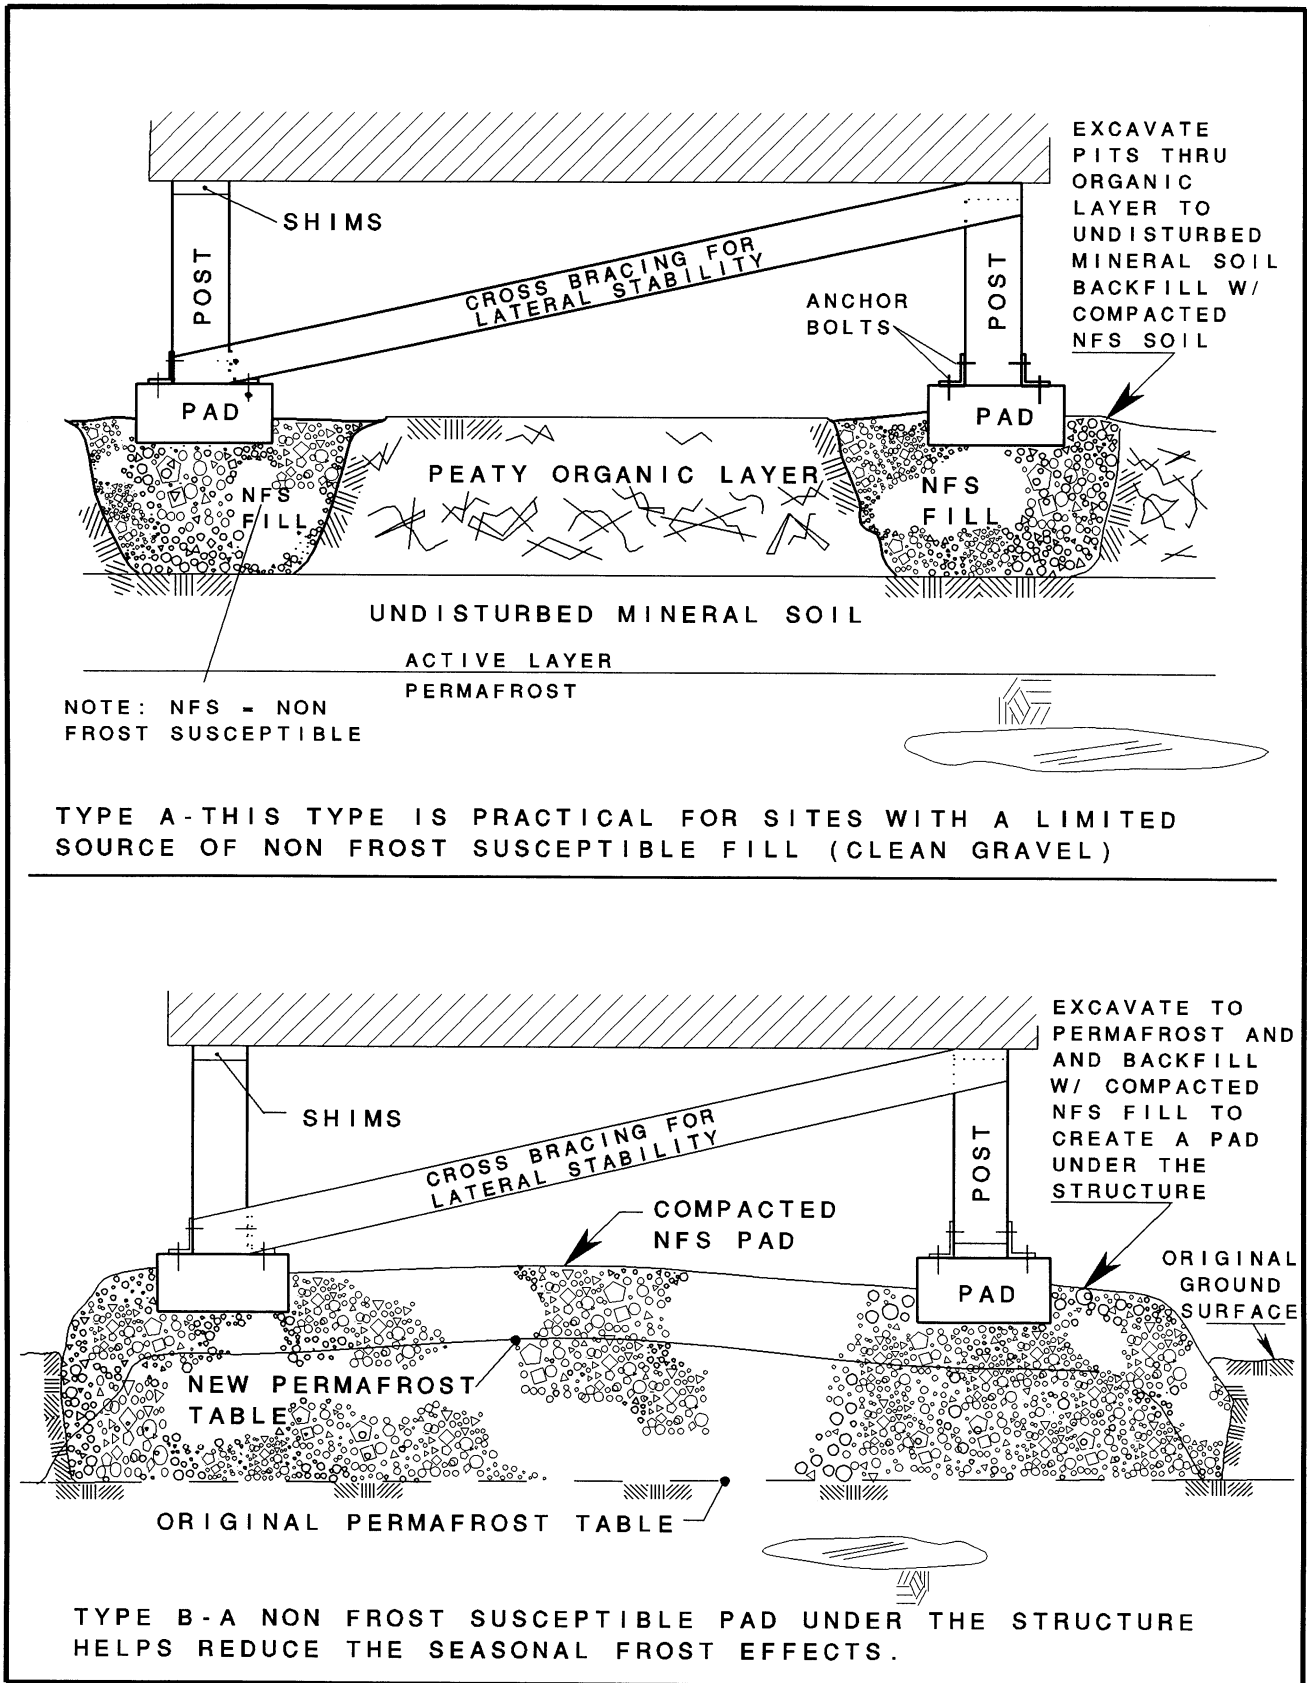 EXCAVATE
PITS THRU
ORGANIC
LAYER TO
UNDISTURBED
MINERAL SOIL
BACKFILL W/
COMPACTED
NFS SOIL
SHIMS
POST
CROSS BRACING FOR
LATERAL STABILITY
ANCHOR
BOLTS
POST
PAD
PAD
PEATY ORGANIC LAYER
NFS
FILL
NFS
FILL
UNDISTURBED MINERAL SOIL
ACTIVE LAYER
PERMAFROST
NOTE: NFS = NON
FROST SUSCEPTIBLE
TYPE A-THIS TYPE IS PRACTICAL FOR SITES WITH A LIMITED
SOURCE OF NON FROST SUSCEPTIBLE FILL (CLEAN GRAVEL)
EXCAVATE TO
PERMAFROST AND
AND BACKFILL
W/ COMPACTED
NFS FILL TO
CREATE A PAD
UNDER THE
STRUCTURE
SHIMS
CROSS BRACING FOR
LATERAL STABILITY
POST
COMPACTED
NFS PAD
ORIGINAL
GROUND
SURFACE
PAD
NEW PERMAFROST
TABLE
ORIGINAL PERMAFROST TABLE
TYPE B-A NON FROST SUSCEPTIBLE PAD UNDER THE STRUCTURE
HELPS REDUCE THE SEASONAL FROST EFFECTS.